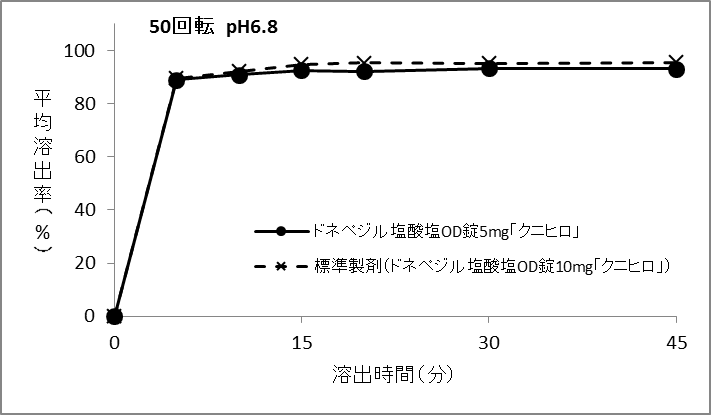 50回転 pH6.8
100
80
60
40
20
0
平均溶出率(%)
ドネペジル塩酸塩OD錠5mg「クニヒロ」
標準製剤(ドネペジル塩酸塩OD錠10mg「クニヒロ」)
0 15 30 45
溶出時間(分)